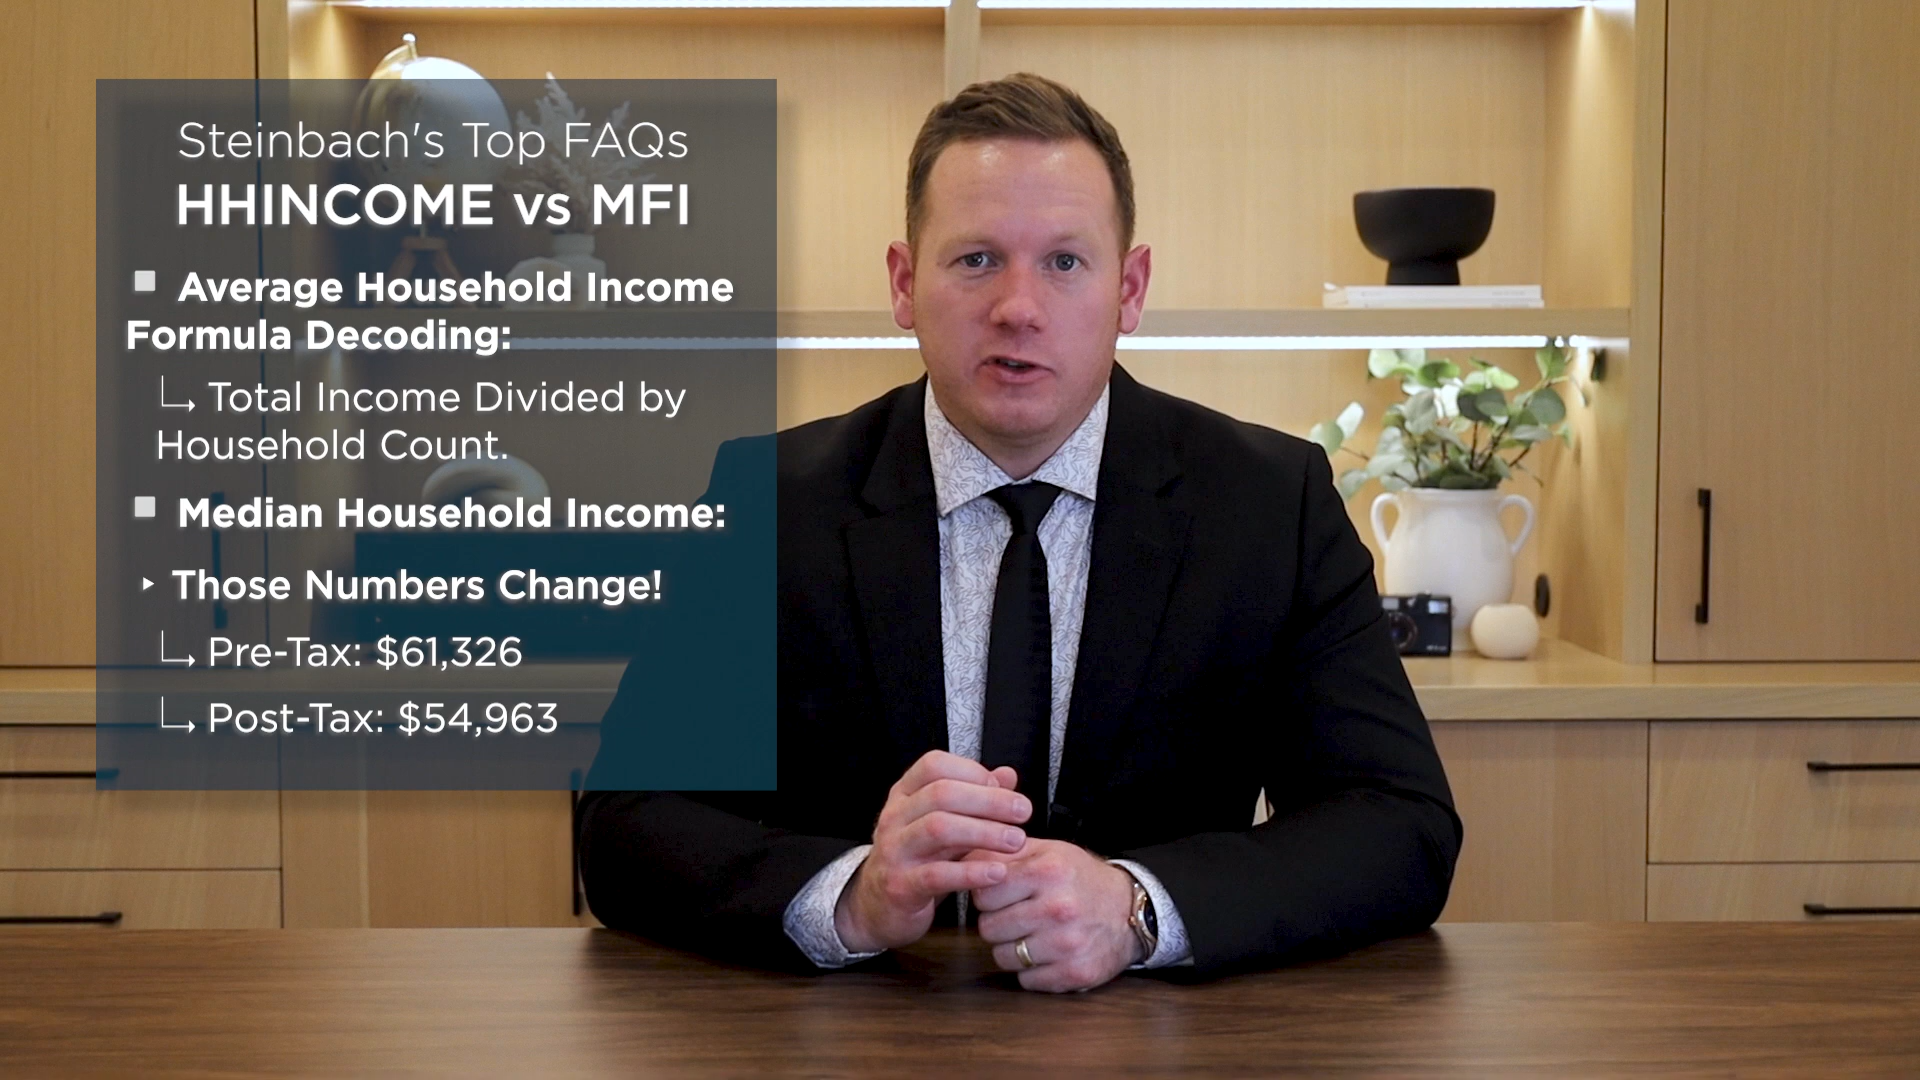 Steinbach's Top FAQs
HHINCOME vs MFI
Average Household Income
Formula Decoding:
Total Income Divided by
Household Count.
Median Household Income:
Those Numbers Change!
Pre-Tax: $61,326
Post-Tax: $54,963